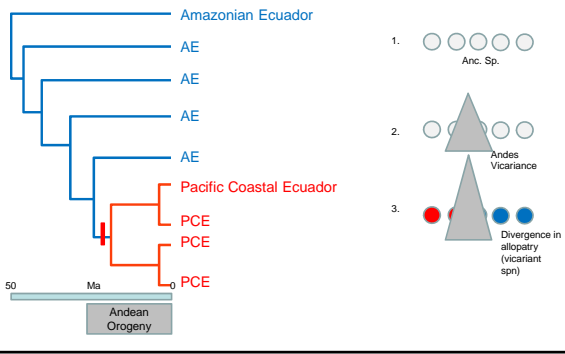 Amazonian Ecuador
AE
AE
AE
AE
Pacific Coastal Ecuador
PCE
PCE
PCE
50 Ma 0
Andean
Orogeny
1.
Anc. Sp.
2.
Andes
Vicariance
3.
Divergence in
allopatry
(vicariant
spn)